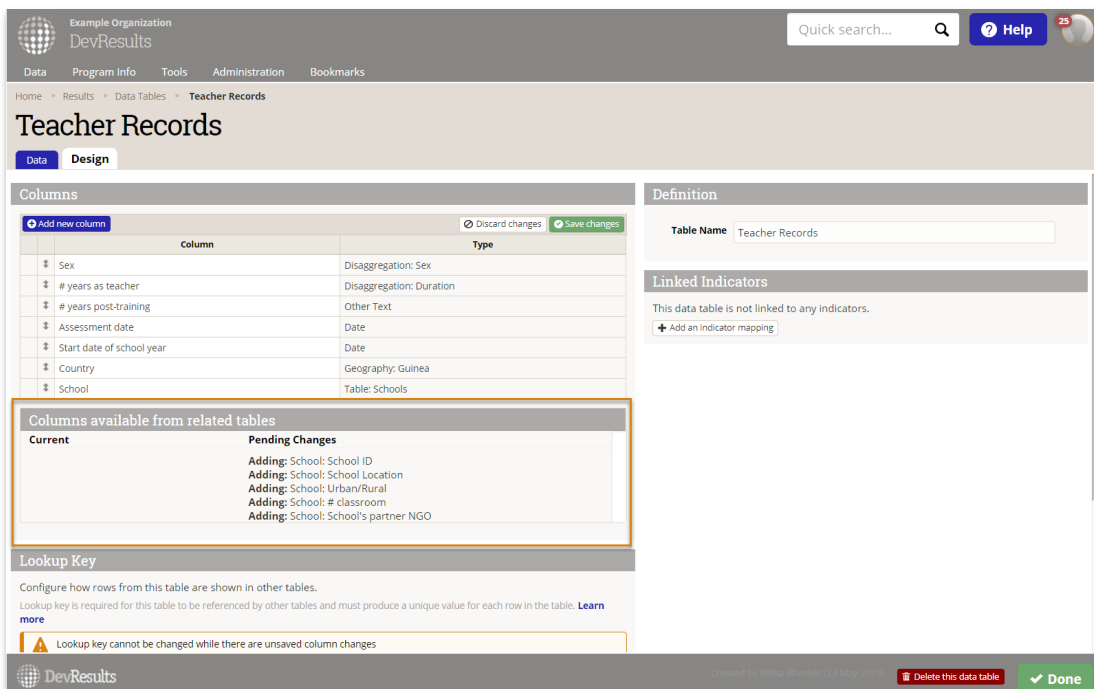 Example Organization
DevResults
Quick search...
Help
25
Data Program Info Tools Administration Bookmarks
Home Results Data Tables Teacher Records
Teacher Records
Data Design
Columns
Add new column Discard changes Save changes
Column Type
Sex Disaggregation: Sex
# years as teacher Disaggregation: Duration
# years post-training Other Text
Assessment date Date
Start date of school year Date
Country Geography: Guinea
School Table: Schools
Columns available from related tables
Current Pending Changes
Adding: School: School ID
Adding: School: School Location
Adding: School: Urban/Rural
Adding: School: # classroom
Adding: School: School's partner NGO
Lookup Key
Configure how rows from this table are shown in other tables.
Lookup key is required for this table to be referenced by other tables and must produce a unique value for each row in the table. Learn
more
Lookup key cannot be changed while there are unsaved column changes
Definition
Table Name Teacher Records
Linked Indicators
This data table is not linked to any indicators.
Add an indicator mapping
DevResults
Created by Ritika Bhasker (23 May 2019)
Delete this data table
Done